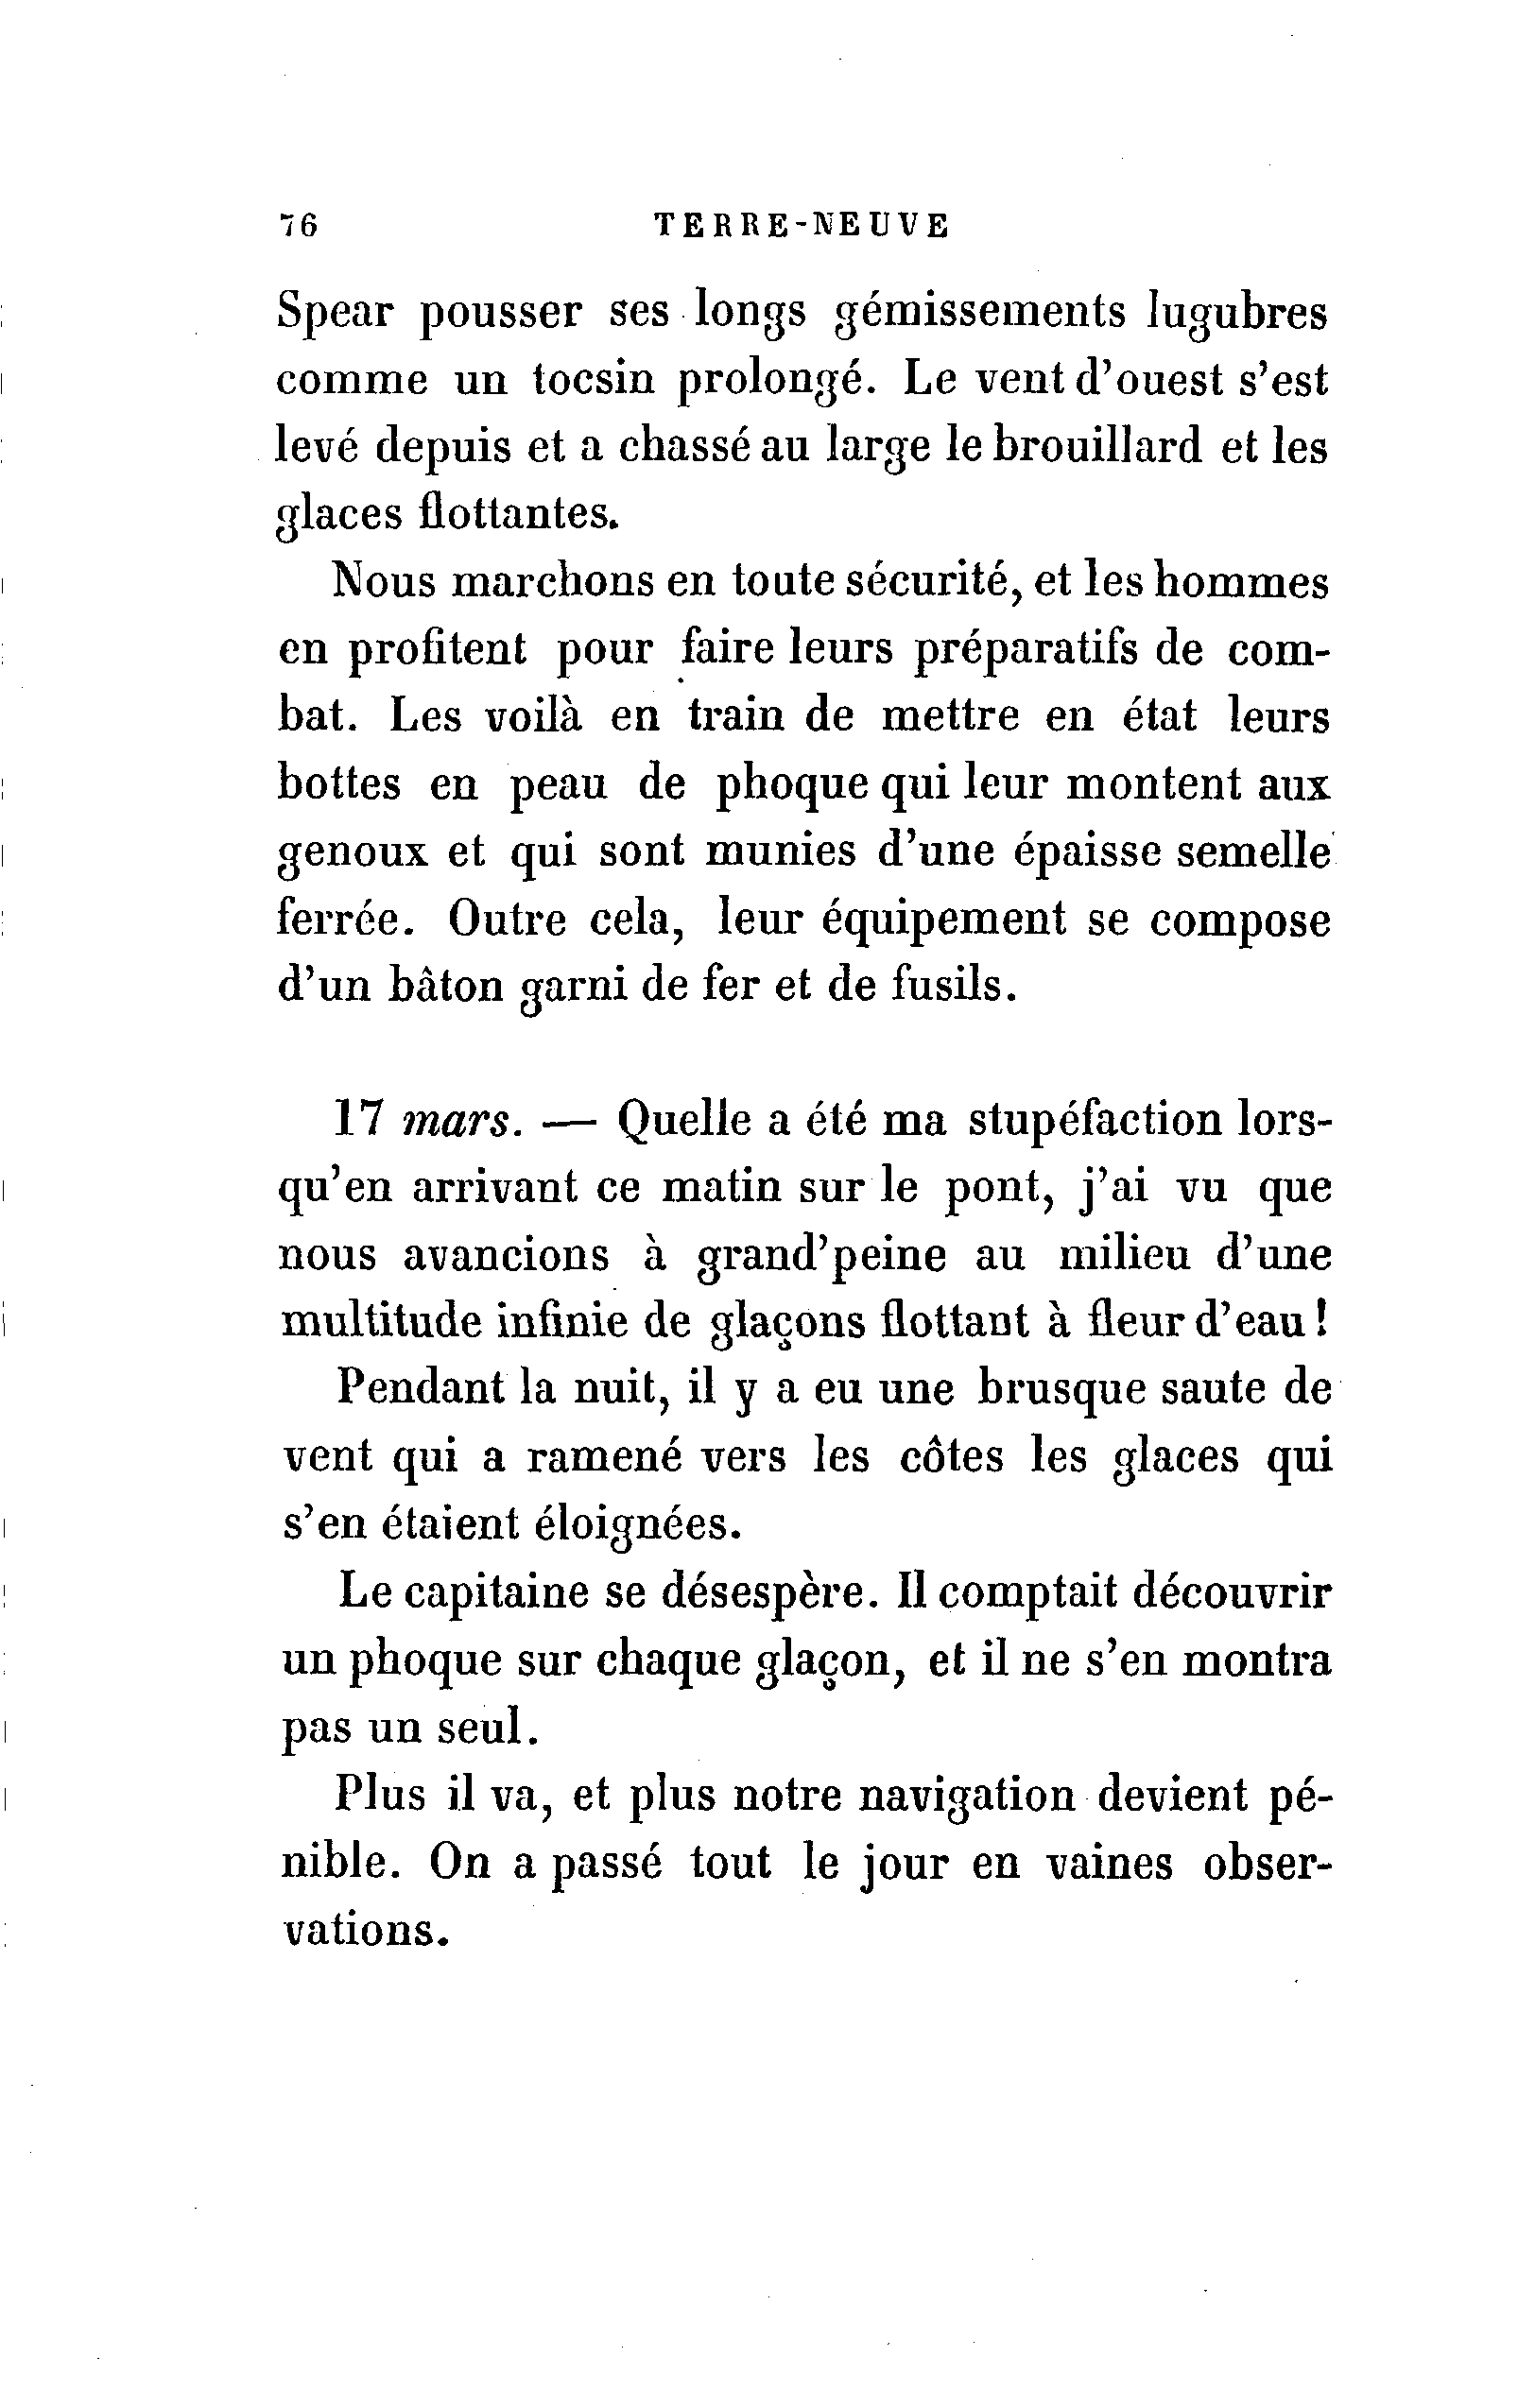 76 TERRE-NEUVE
Spear pousser ses longs gémissements lugubres
comme un tocsin prolongé. Le vent d'ouest s'est
levé depuis et a chassé au large le brouillard et les
glaces flottantes.
Nous marchons en toute sécurité, et les hommes
en profitent pour faire leurs préparatifs de com-
bat. Les voilà en train de mettre en état leurs
bottes en peau de phoque qui leur montent aux
genoux et qui sont munies d'une épaisse semelle
ferrée. Outre cela, leur équipement se compose
d'un bâton garni de fer et de fusils.
17 mars. — Quelle a été ma stupéfaction lors-
qu'en arrivant ce matin sur le pont, j'ai vu que
nous avancions à grand'peine au milieu d'une
multitude infinie de glaçons flottant à fleur d'eau !
Pendant la nuit, il y a eu une brusque saute de
vent qui a ramené vers les côtes les glaces qui
s'en étaient éloignées.
Le capitaine se désespère. Il comptait découvrir
un phoque sur chaque glaçon, et il ne s'en montra
pas un seul.
Plus il va, et plus notre navigation devient pé-
nible. On a passé tout le jour en vaines obser-
vations.